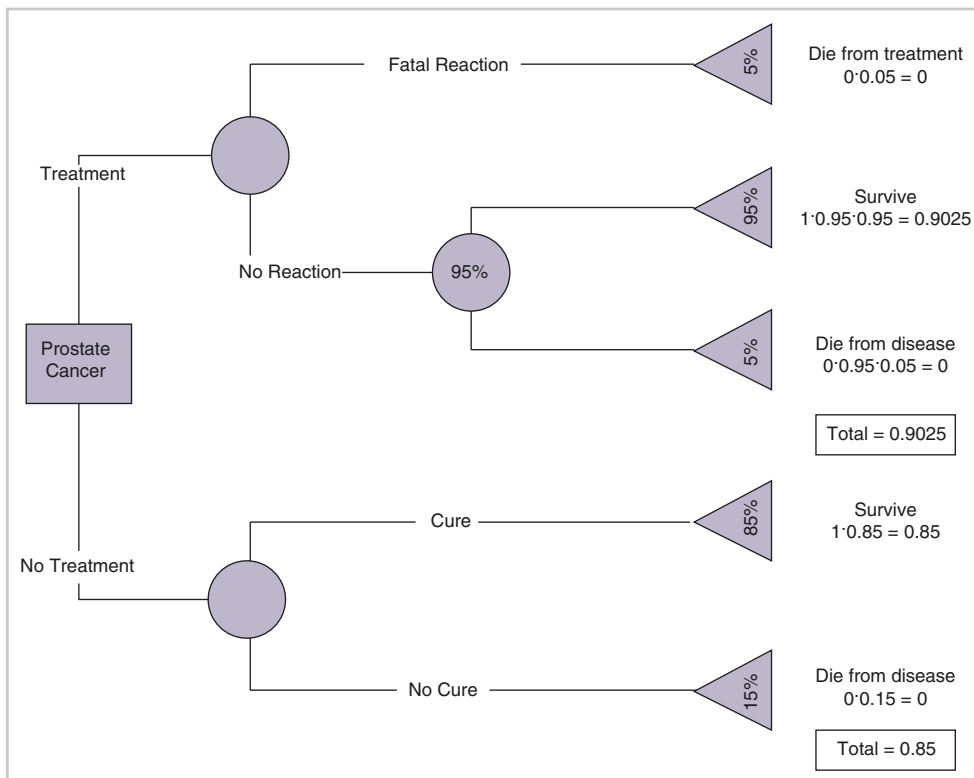 Fatal Reaction
5%
Die from treatment
0·0.05 = 0
Treatment
95%
Survive
1·0.95·0.95 = 0.9025
No Reaction
95%
5%
Die from disease
0·0.95·0.05 = 0
Prostate
Cancer
Total = 0.9025
Cure
85%
Survive
1·0.85 = 0.85
No Treatment
No Cure
15%
Die from disease
0·0.15 = 0
Total = 0.85